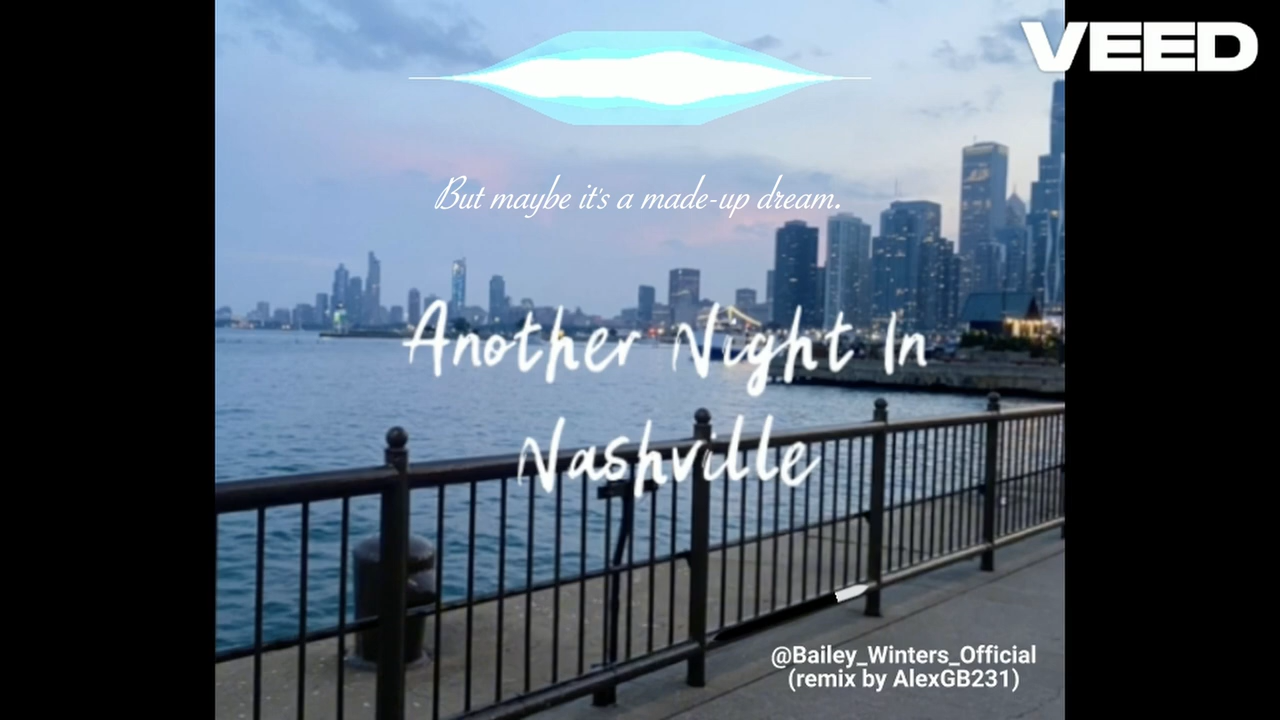 VEED
But maybe it's a made-up dream.
Another Night In
Nashville
@Bailey_Winters_Official
(remix by AlexGB231)